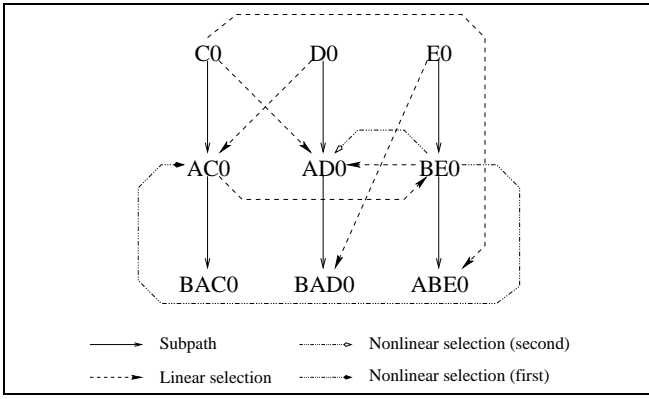 C0 D0 E0
AC0 AD0 BE0
BAC0 BAD0 ABE0
Subpath Nonlinear selection (second)
Linear selection Nonlinear selection (first)